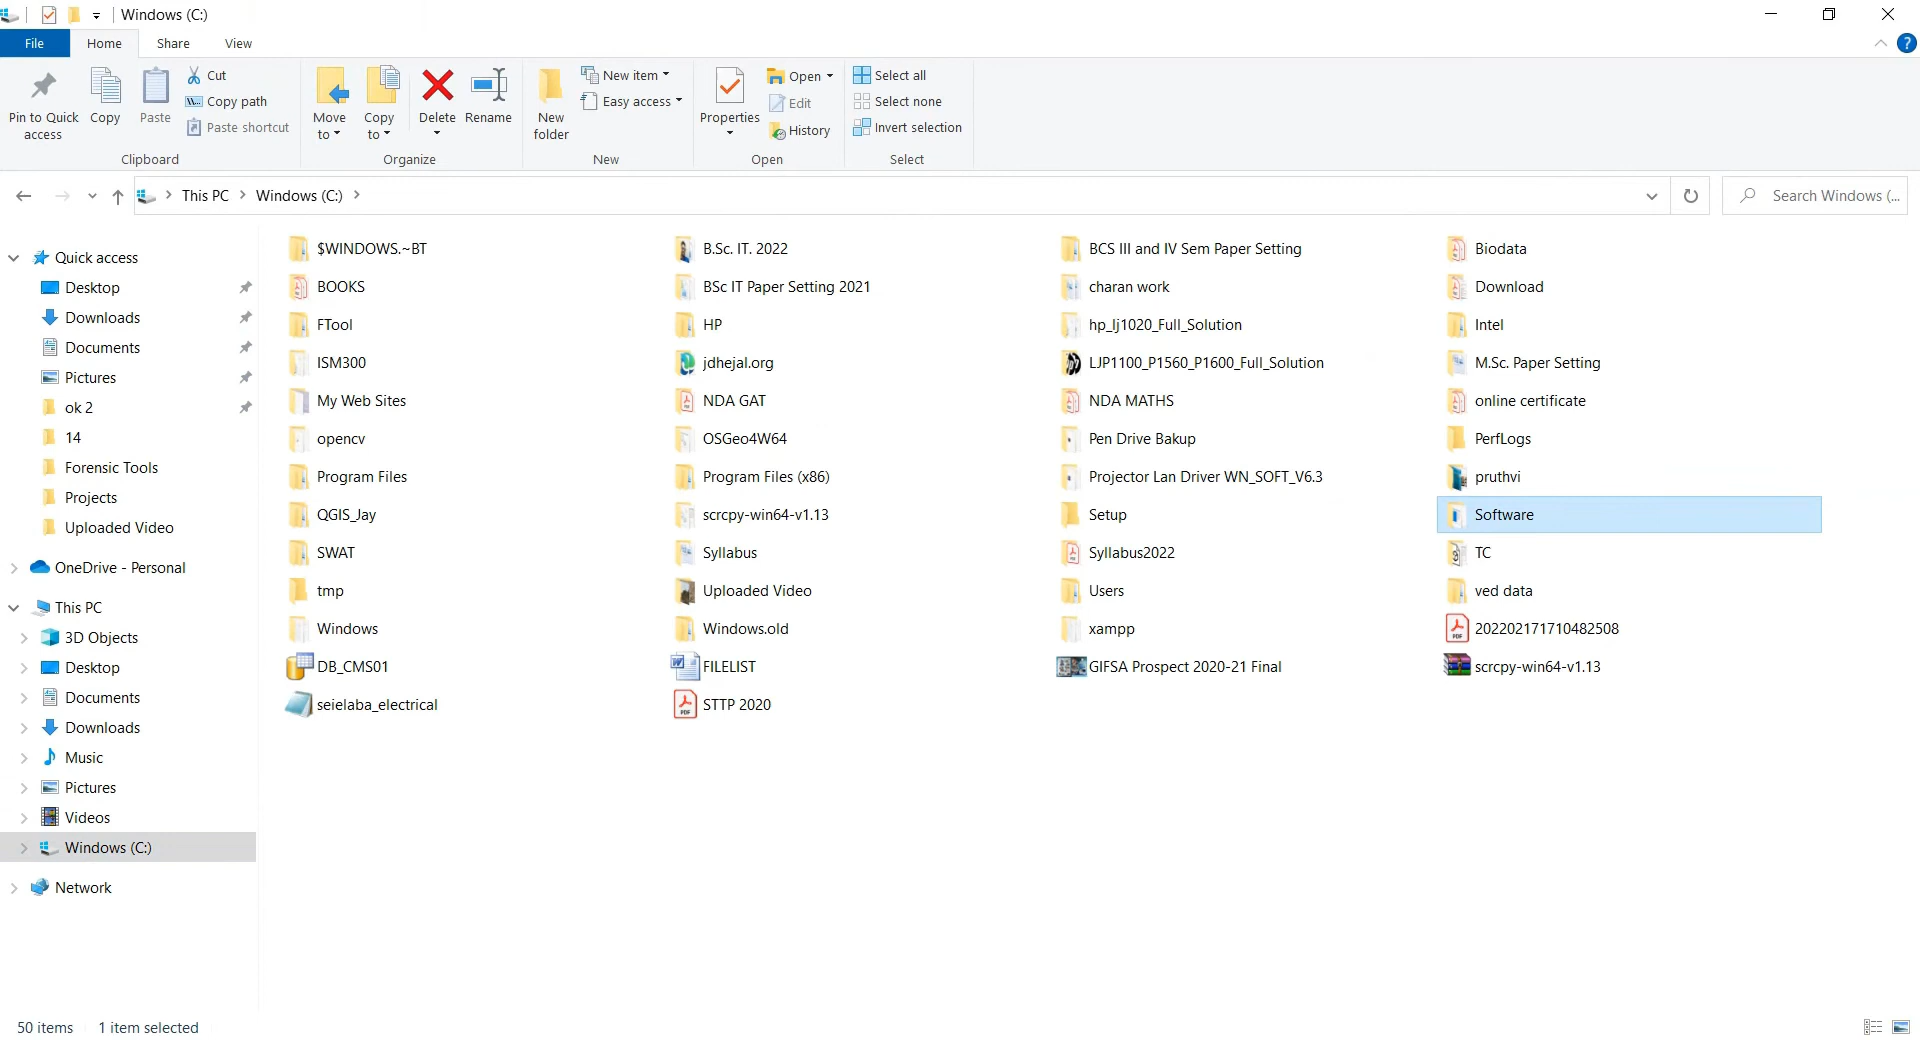 Windows (C:)
File Home Share View
Pin to Quick access
Copy
Paste
Cut
Copy path
Paste shortcut
Clipboard
Move to
Copy to
Delete
Rename
Organize
New folder
New item
Easy access
New
Properties
Open
Edit
History
Open
Select all
Select none
Invert selection
Select
This PC Windows (C:)
Search Windows (...
Quick access
Desktop
Downloads
Documents
Pictures
ok 2
14
Forensic Tools
Projects
Uploaded Video
OneDrive - Personal
This PC
3D Objects
Desktop
Documents
Downloads
Music
Pictures
Videos
Windows (C:)
Network
$WINDOWS.~BT B.Sc. IT. 2022 BCS III and IV Sem Paper Setting Biodata
BOOKS BSc IT Paper Setting 2021 charan work Download
FTool HP hp_lj1020_Full_Solution Intel
ISM300 jdhejal.org LJP1100_P1560_P1600_Full_Solution M.Sc. Paper Setting
My Web Sites NDA GAT NDA MATHS online certificate
opencv OSGeo4W64 Pen Drive Bakup PerfLogs
Program Files Program Files (x86) Projector Lan Driver WN_SOFT_V6.3 pruthvi
QGIS_Jay scrcpy-win64-v1.13 Setup Software
SWAT Syllabus Syllabus2022 TC
tmp Uploaded Video Users ved data
Windows Windows.old xampp 202202171710482508
DB_CMS01 FILELIST GIFSA Prospect 2020-21 Final scrcpy-win64-v1.13
seielaba_electrical STTP 2020
50 items 1 item selected